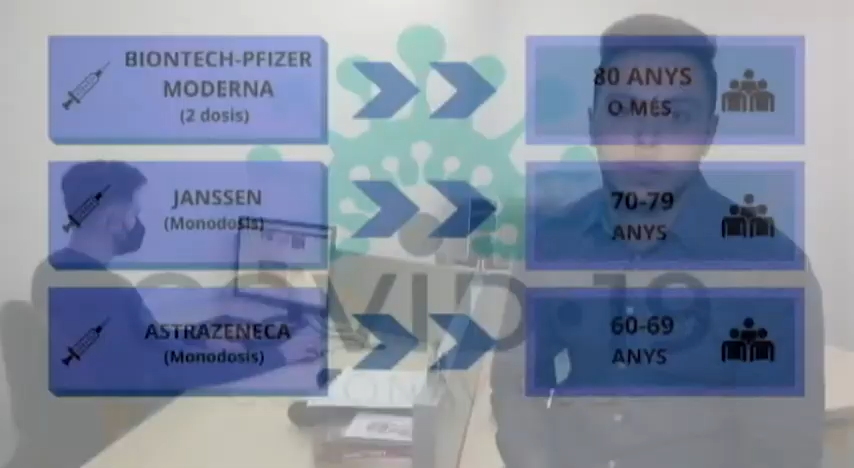 BIONTECH-PFIZER
MODERNA
(2 dosis)
80 ANYS
O MÉS
JANSSEN
(Monodosis)
70-79
ANYS
ASTRAZENECA
(Monodosis)
60-69
ANYS
COVID-19